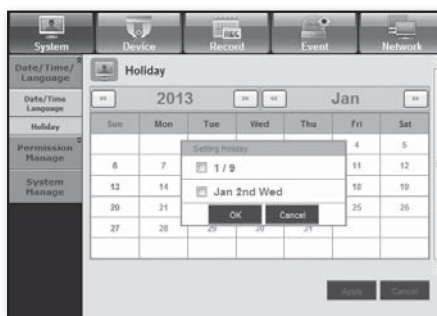 System Device Record Event Network
Date/Time/
Language
Date/Time
Language
Holiday
Permission
Manage
System
Manage
Holiday
2013 Jan
Sun Mon Tue Wed Thu Fri Sat
4 5
6 7 11 12
13 14 18 19
20 21 25 26
27 28 29 30 31
Setting Holiday
1 / 9
Jan 2nd Wed
OK Cancel
Apply Cancel